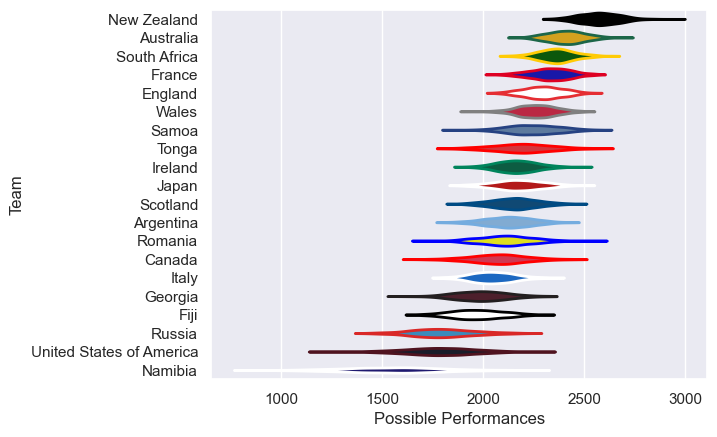 New Zealand
Australia
South Africa
France
England
Wales
Samoa
Tonga
Ireland
Japan
Scotland
Argentina
Romania
Canada
Italy
Georgia
Fiji
Russia
United States of America
Namibia
Team
1000 1500 2000 2500 3000
Possible Performances